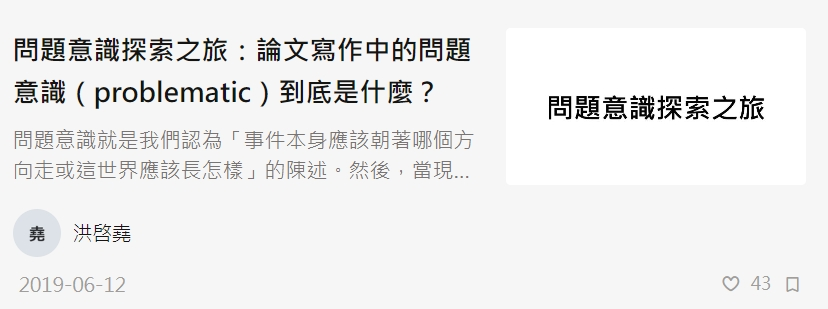 問題意識探索之旅：論文寫作中的問題
意識（problematic）到底是什麼？
問題意識就是我們認為「事件本身應該朝著哪個方
向走或這世界應該長怎樣」的陳述。然後，當現...
問題意識探索之旅
堯 洪啓堯
2019-06-12 43